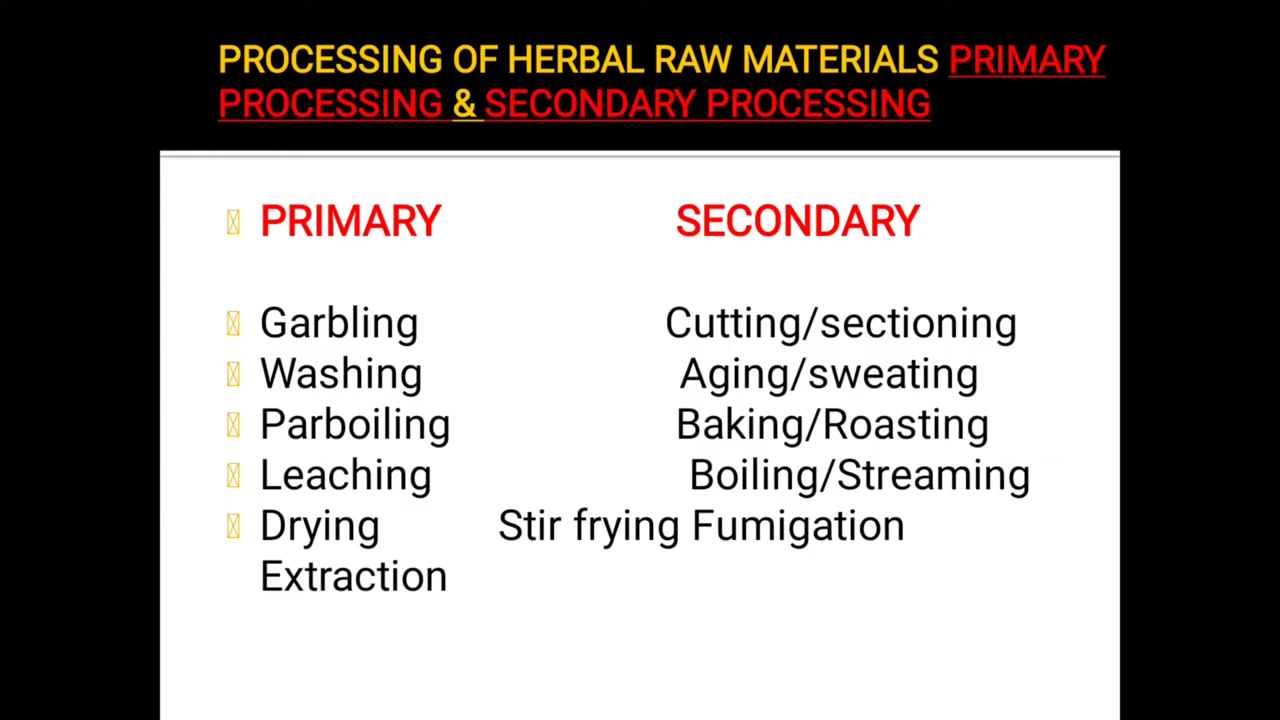 PROCESSING OF HERBAL RAW MATERIALS PRIMARY
PROCESSING & SECONDARY PROCESSING
PRIMARY SECONDARY
Garbling Cutting/sectioning
Washing Aging/sweating
Parboiling Baking/Roasting
Leaching Boiling/Streaming
Drying Stir frying Fumigation
Extraction